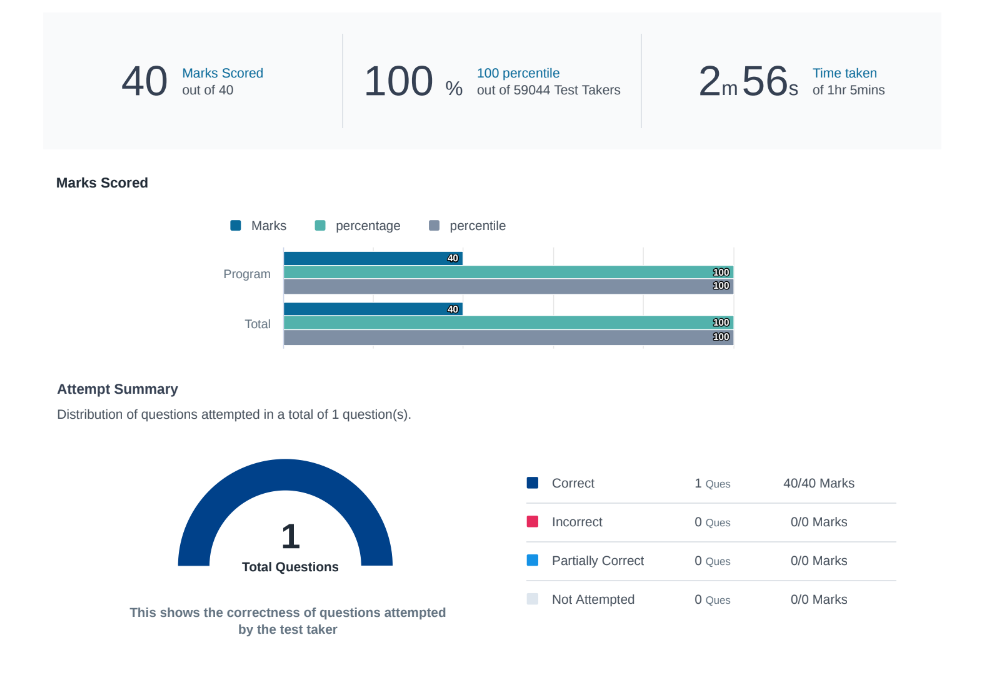 40 Marks Scored
out of 40
100 % 100 percentile
out of 59044 Test Takers
2m 56s Time taken
of 1hr 5mins
Marks Scored
Marks percentage percentile
Program
40
100
100
Total
40
100
100
Attempt Summary
Distribution of questions attempted in a total of 1 question(s).
1
Total Questions
This shows the correctness of questions attempted
by the test taker
Correct 1 Ques 40/40 Marks
Incorrect 0 Ques 0/0 Marks
Partially Correct 0 Ques 0/0 Marks
Not Attempted 0 Ques 0/0 Marks